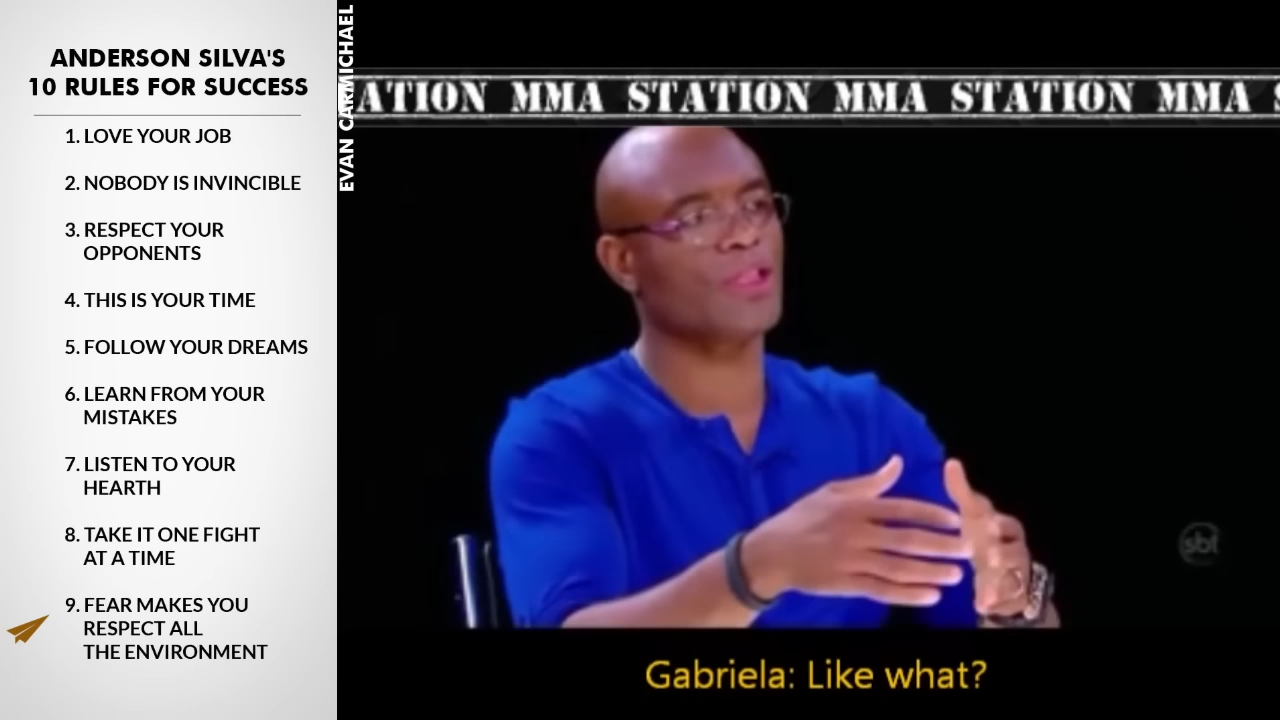 ANDERSON SILVA'S
10 RULES FOR SUCCESS
1. LOVE YOUR JOB
2. NOBODY IS INVINCIBLE
3. RESPECT YOUR
OPPONENTS
4. THIS IS YOUR TIME
5. FOLLOW YOUR DREAMS
6. LEARN FROM YOUR
MISTAKES
7. LISTEN TO YOUR
HEARTH
8. TAKE IT ONE FIGHT
AT A TIME
9. FEAR MAKES YOU
RESPECT ALL
THE ENVIRONMENT
EVAN CARMICHAEL
ATION MMA STATION MMA STATION MMA S
sbt
Gabriela: Like what?